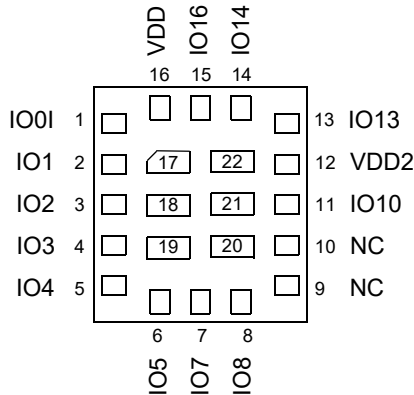 VDD IO16 IO14
16 15 14
IO0I 1 13 IO13
IO1 2 17 22 12 VDD2
IO2 3 18 21 11 IO10
IO3 4 19 20 10 NC
IO4 5 9 NC
6 7 8
IO5 IO7 IO8